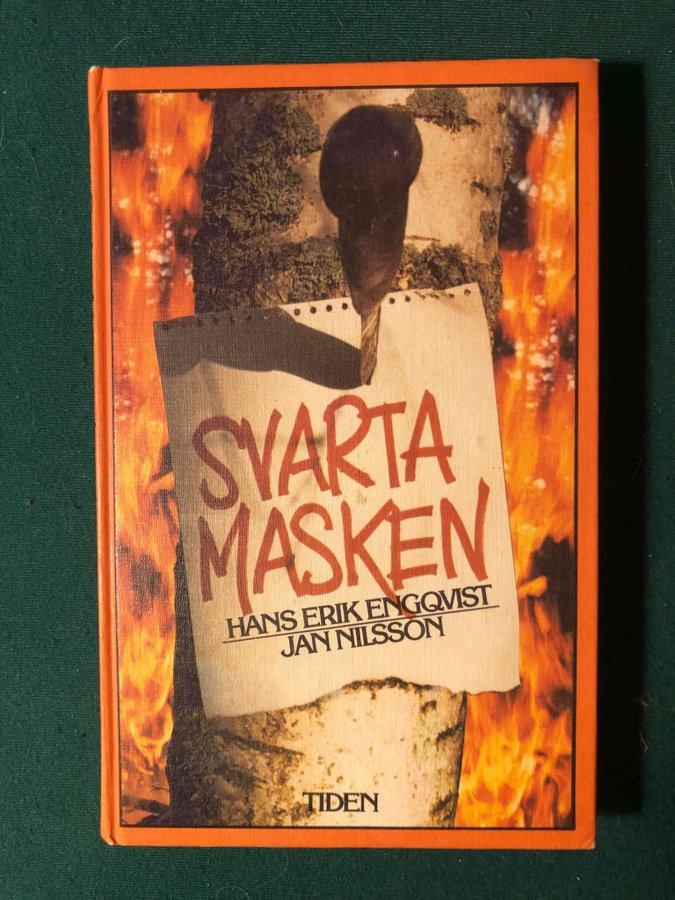 SVARTA
MASKEN
HANS ERIK ENGQVIST
JAN NILSSON
TIDEN